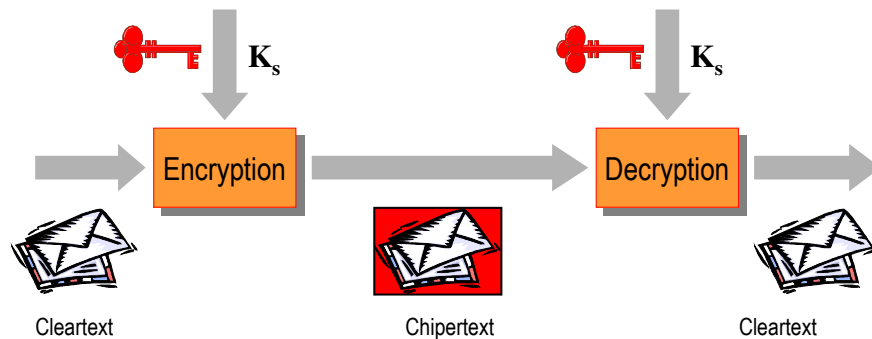 Kₛ
Kₛ
Encryption
Decryption
Cleartext
Chipertext
Cleartext